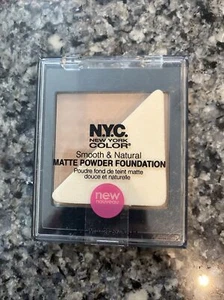 N.Y.C.
NEW YORK
COLOR®
Smooth & Natural
MATTE POWDER FOUNDATION
Poudre fond de teint matte
douce et naturelle
new